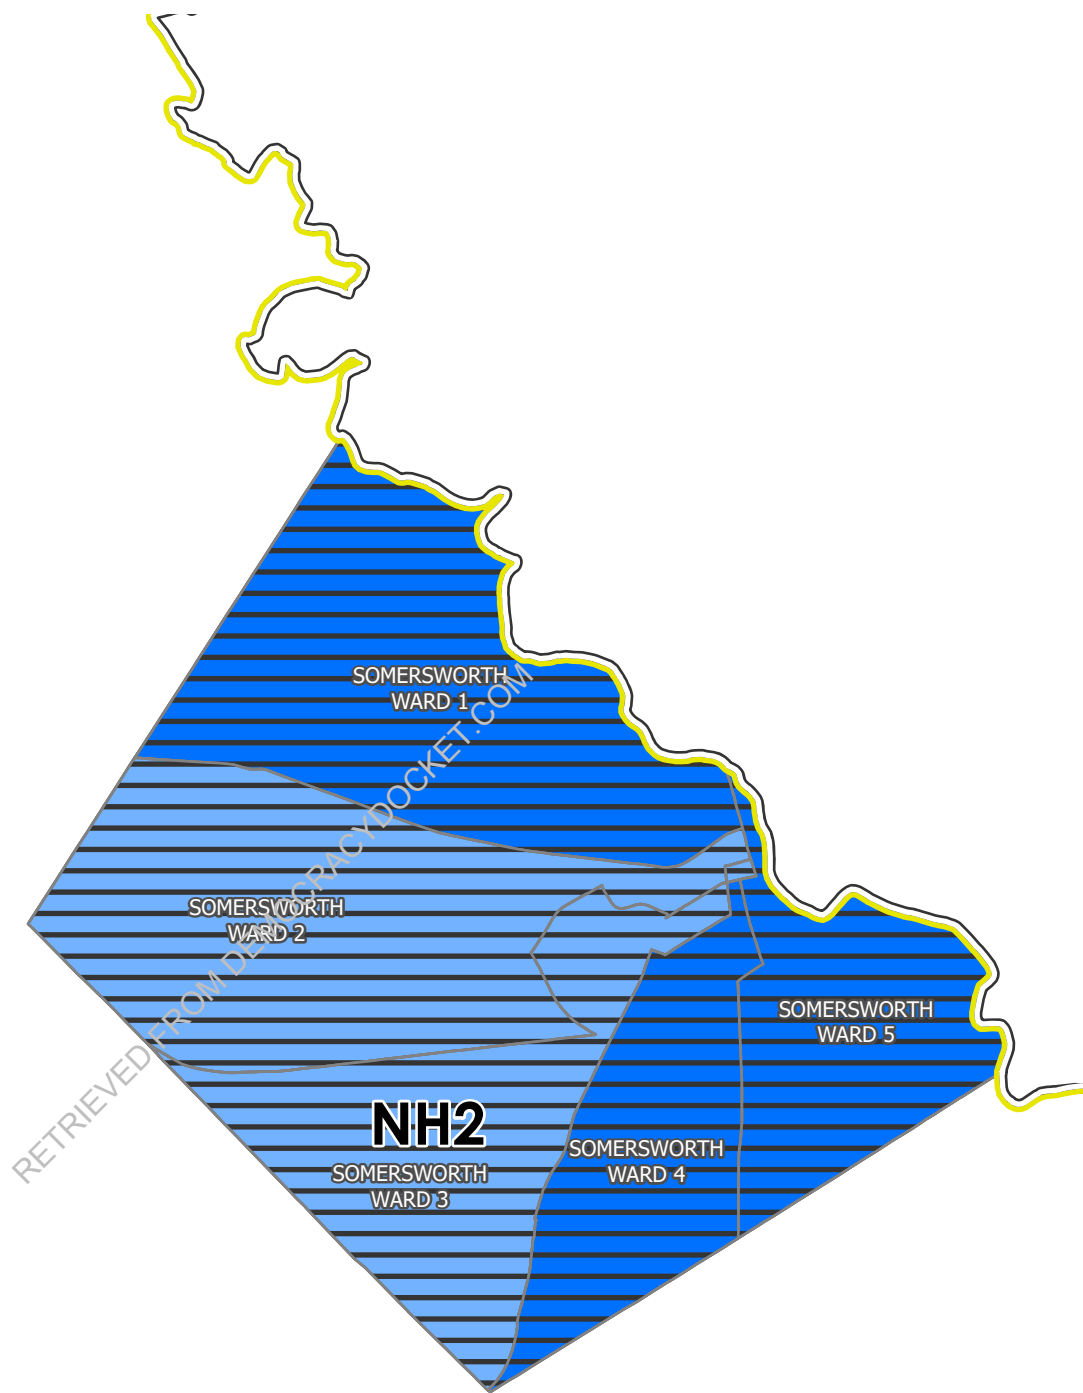 SOMERSWORTH
WARD 1
SOMERSWORTH
WARD 2
SOMERSWORTH
WARD 5
NH2
SOMERSWORTH
WARD 4
SOMERSWORTH
WARD 3
RETRIEVED FROM DEMOCRACYDOCKET.COM